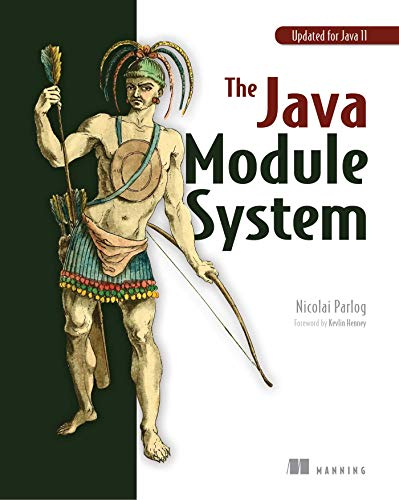 Updated for Java 11
The Java
Module
System
Nicolai Parlog
Foreword by Kevlin Henney
MANNING